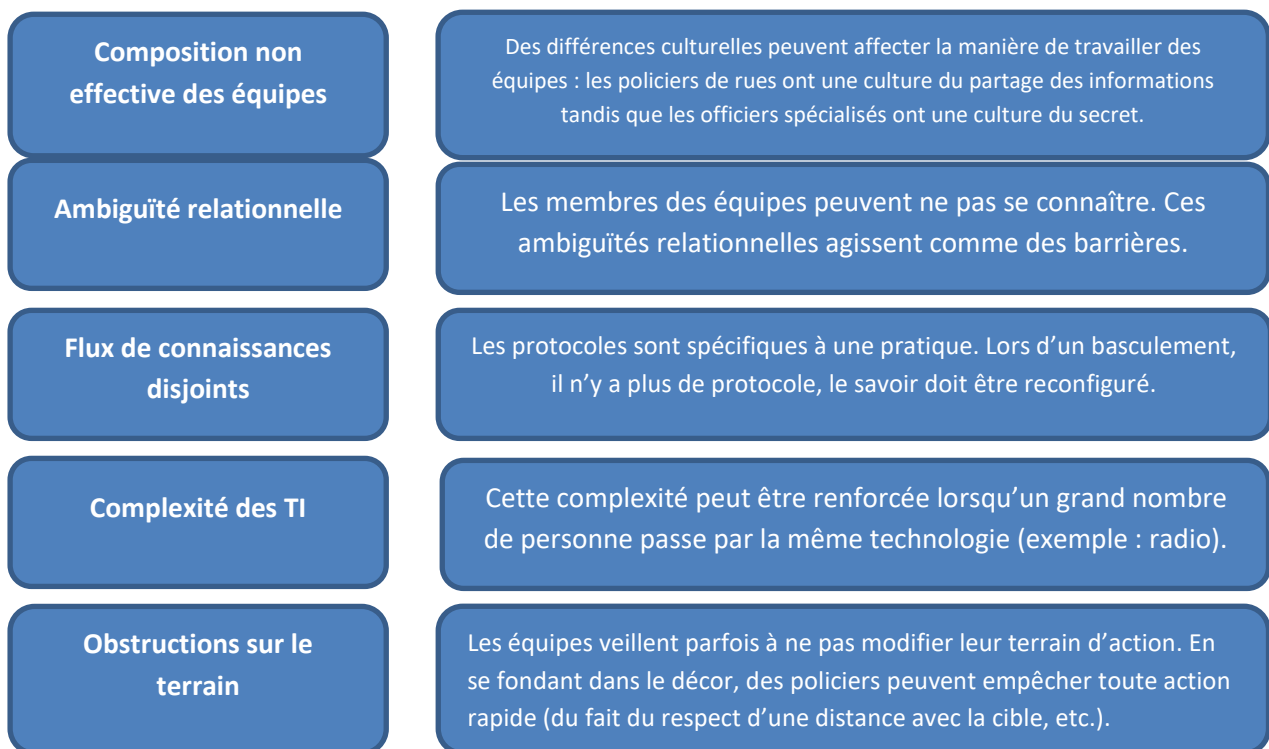 Composition non
effective des équipes
Des différences culturelles peuvent affecter la manière de travailler des
équipes : les policiers de rues ont une culture du partage des informations
tandis que les officiers spécialisés ont une culture du secret.
Ambiguïté relationnelle
Les membres des équipes peuvent ne pas se connaître. Ces
ambiguïtés relationnelles agissent comme des barrières.
Flux de connaissances
disjoints
Les protocoles sont spécifiques à une pratique. Lors d’un basculement,
il n’y a plus de protocole, le savoir doit être reconfiguré.
Complexité des TI
Cette complexité peut être renforcée lorsqu’un grand nombre
de personne passe par la même technologie (exemple : radio).
Obstructions sur le
terrain
Les équipes veillent parfois à ne pas modifier leur terrain d’action. En
se fondant dans le décor, des policiers peuvent empêcher toute action
rapide (du fait du respect d’une distance avec la cible, etc.).